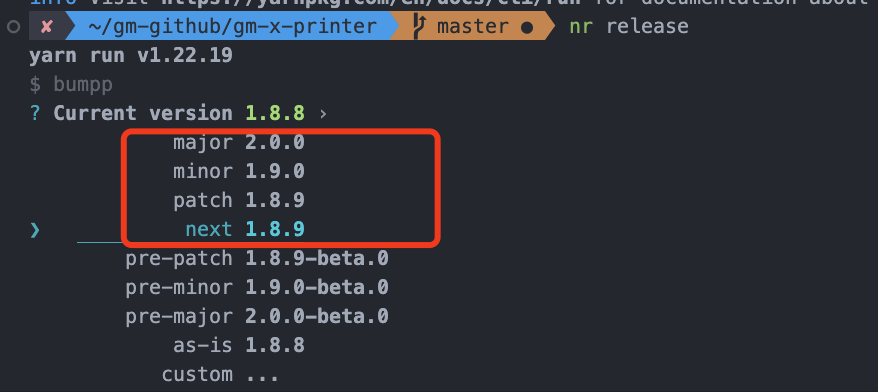 info Visit https://yarnpkg.com/en/docs/cli/run for documentation about
✘ ~/gm-github/gm-x-printer master ● nr release
yarn run v1.22.19
$ bumpp
? Current version 1.8.8 ›
major 2.0.0
minor 1.9.0
patch 1.8.9
❯ next 1.8.9
pre-patch 1.8.9-beta.0
pre-minor 1.9.0-beta.0
pre-major 2.0.0-beta.0
as-is 1.8.8
custom ...